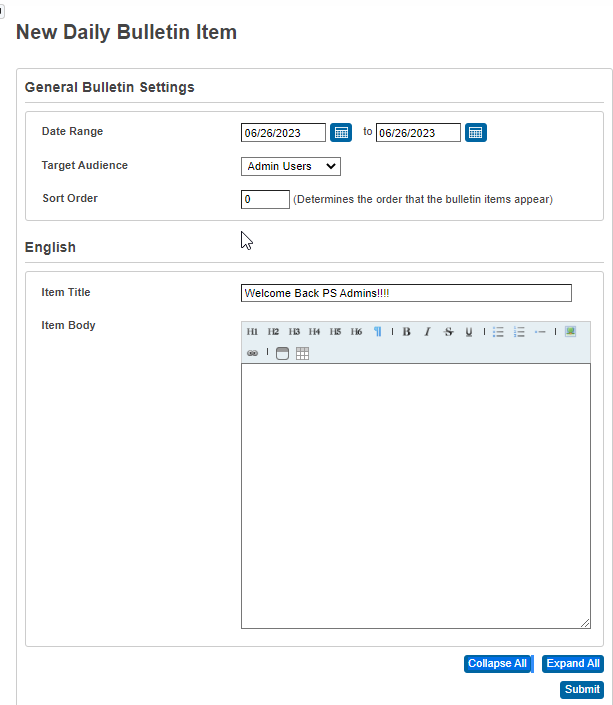 New Daily Bulletin Item
General Bulletin Settings
Date Range 06/26/2023 to 06/26/2023
Target Audience Admin Users
Sort Order 0 (Determines the order that the bulletin items appear)
English
Item Title Welcome Back PS Admins!!!!
Item Body H1 H2 H3 H4 H5 H6 ¶ B I S U
Collapse All Expand All
Submit